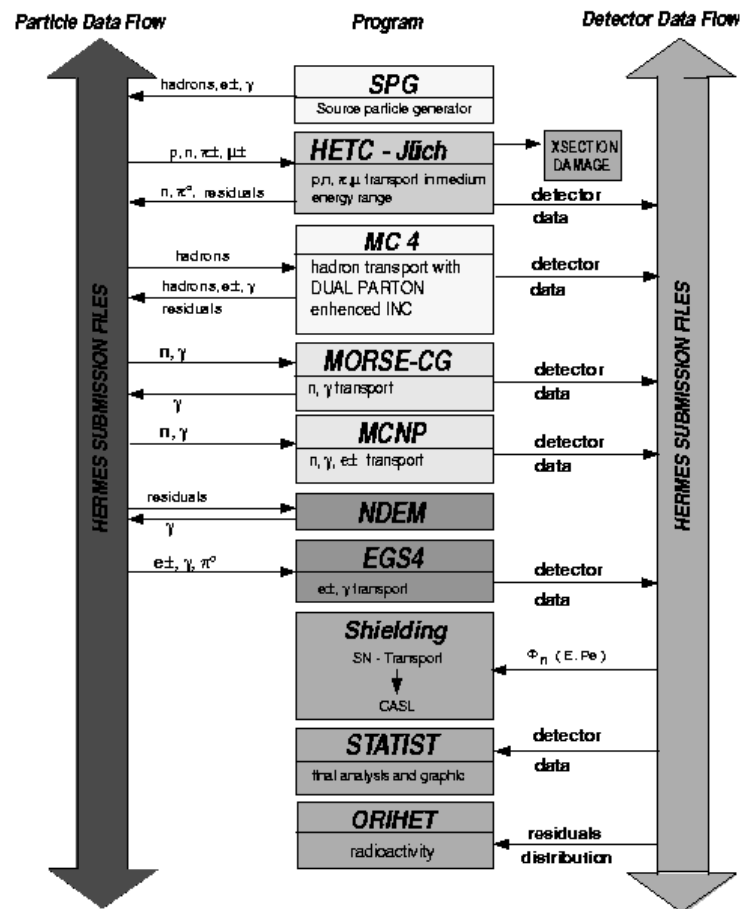 Particle Data Flow
Program
Detector Data Flow
HERMES SUBMISSION FILES
hadrons, e±, γ
SPG
Source particle generator
p, n, π±, μ±
n, π°, residuals
HETC - Jülich
p,n, π,μ transport in medium
energy range
XSECTION
DAMAGE
detector
data
hadrons
hadrons, e±, γ
residuals
MC 4
hadron transport with
DUAL PARTON
enhenced INC
detector
data
n, γ
γ
MORSE-CG
n, γ transport
detector
data
n, γ
MCNP
n, γ, e± transport
detector
data
residuals
γ
NDEM
e±, γ, π°
EGS4
e±, γ transport
detector
data
Shielding
SN - Transport
CASL
Φn (E. Pe)
STATIST
final analysis and graphic
detector
data
ORIHET
radioactivity
residuals
distribution
HERMES SUBMISSION FILES